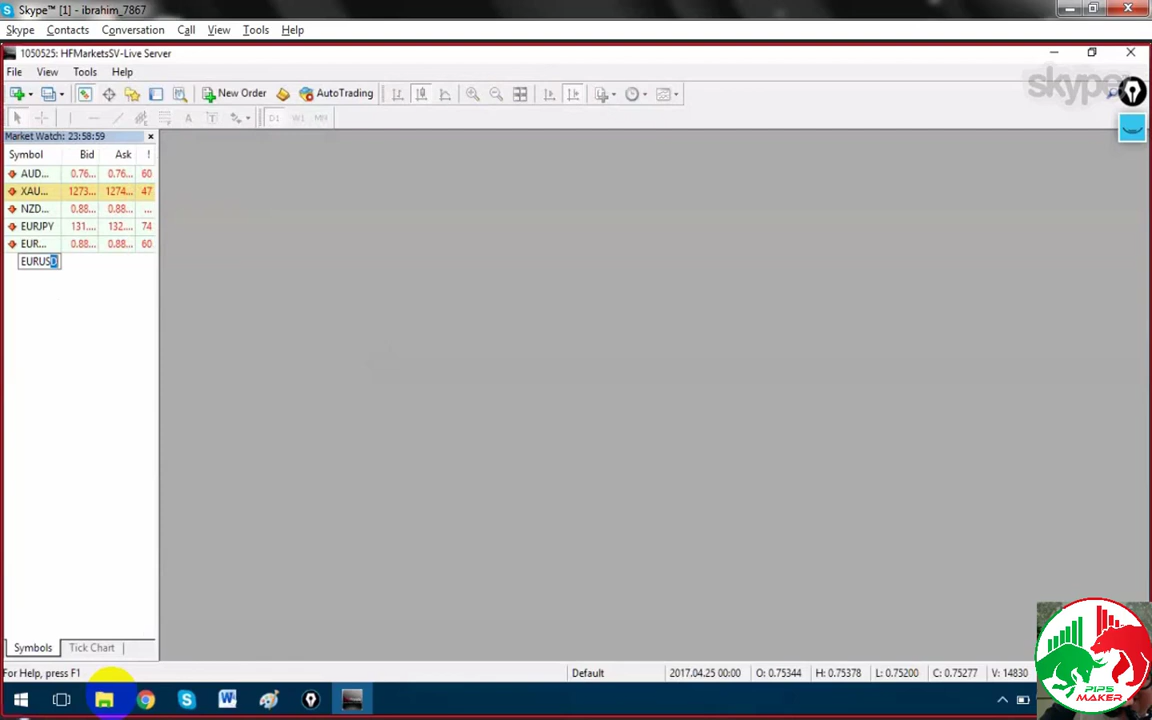 Skype™ [1] - ibrahim_7867
Skype Contacts Conversation Call View Tools Help
1050525: HFMarketsSV-Live Server
skype
File View Tools Help
New Order AutoTrading
D1 W1 MN
Market Watch: 23:58:59
Symbol Bid Ask !
AUD... 0.76... 0.76... 60
XAU... 1273... 1274... 47
NZD... 0.88... 0.88... ...
EURJPY 131.... 132.... 74
EUR... 0.88... 0.88... 60
EURUSD
Symbols Tick Chart
For Help, press F1
Default 2017.04.25 00:00 O: 0.75344 H: 0.75378 L: 0.75200 C: 0.75277 V: 14830
PIPS
MAKER